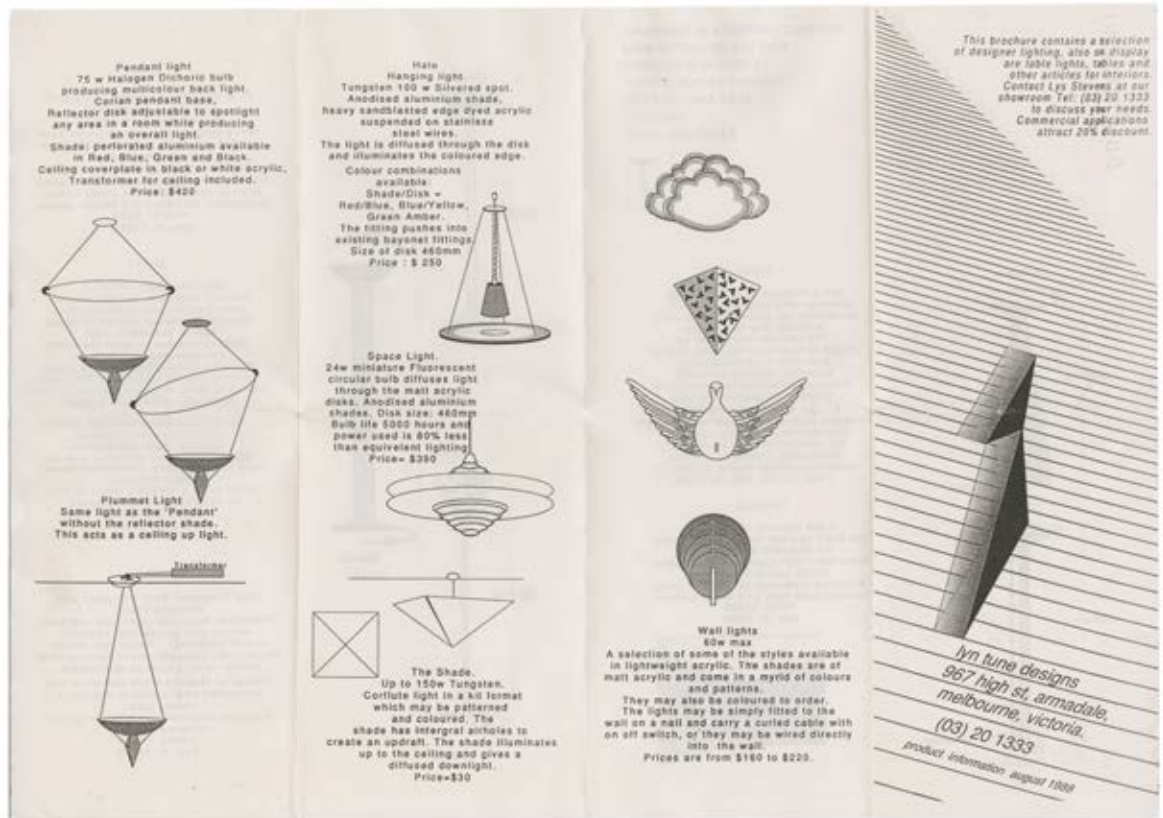 Pendant light
75 w Halogen Dichoric bulb
producing multicolour back light.
Corian pendant base,
Reflector disk adjustable to spotlight
any area in a room while producing
an overall light.
Shade: perforated aluminium available
in Red, Blue, Green and Black.
Ceiling coverplate in black or white acrylic,
Transformer for ceiling included.
Price: $420
Plummet Light
Same light as the 'Pendant'
without the reflector shade.
This acts as a ceiling up light.
Transformer
Halo
Hanging light
Tungsten 100 w Silvered spot.
Anodised aluminium shade,
heavy sandblasted edge dyed acrylic
suspended on stainless
steel wires.
The light is diffused through the disk
and illuminates the coloured edge.
Colour combinations
available:
Shade/Disk =
Red/Blue, Blue/Yellow,
Green Amber.
The fitting pushes into
existing bayonet fittings
Size of disk 460mm
Price : $ 250
Space Light.
24w miniature Fluorescent
circular bulb diffuses light
through the matt acrylic
disks. Anodised aluminium
shades. Disk size: 460mm
Bulb life 5000 hours and
power used is 80% less
than equivalent lighting
Price= $390
The Shade.
Up to 150w Tungsten,
Corflute light in a kit format
which may be patterned
and coloured. The
shade has intergral airholes to
create an updraft. The shade illuminates
up to the ceiling and gives a
diffused downlight.
Price=$30
Wall lights
60w max
A selection of some of the styles available
in lightweight acrylic. The shades are of
matt acrylic and come in a myrid of colours
and patterns.
They may also be coloured to order.
The lights may be simply fitted to the
wall on a nail and carry a curled cable with
on off switch, or they may be wired directly
into the wall.
Prices are from $160 to $220.
This brochure contains a selection
of designer lighting, also on display
are table lights, tables and
other articles for interiors.
Contact Lys Stevens at our
showroom Tel: (03) 20 1333
to discuss your needs.
Commercial applications
attract 20% discount.
lyn tune designs
967 high st, armadale,
melbourne, victoria.
(03) 20 1333
product information august 1988